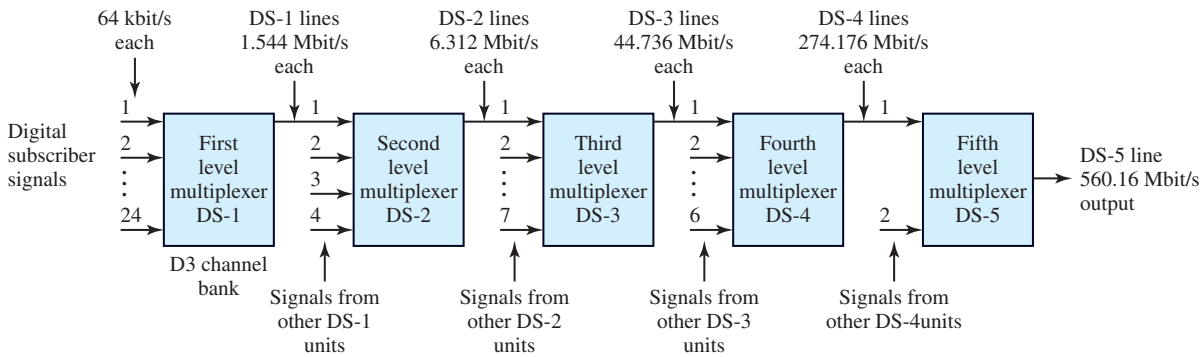 64 kbit/s
each
DS-1 lines
1.544 Mbit/s
each
DS-2 lines
6.312 Mbit/s
each
DS-3 lines
44.736 Mbit/s
each
DS-4 lines
274.176 Mbit/s
each
Digital
subscriber
signals
1
2
24
First
level
multiplexer
DS-1
D3 channel
bank
1
2
3
4
Second
level
multiplexer
DS-2
Signals from
other DS-1
units
1
2
7
Third
level
multiplexer
DS-3
Signals from
other DS-2
units
1
2
6
Fourth
level
multiplexer
DS-4
Signals from
other DS-3
units
1
2
Fifth
level
multiplexer
DS-5
Signals from
other DS-4units
DS-5 line
560.16 Mbit/s
output